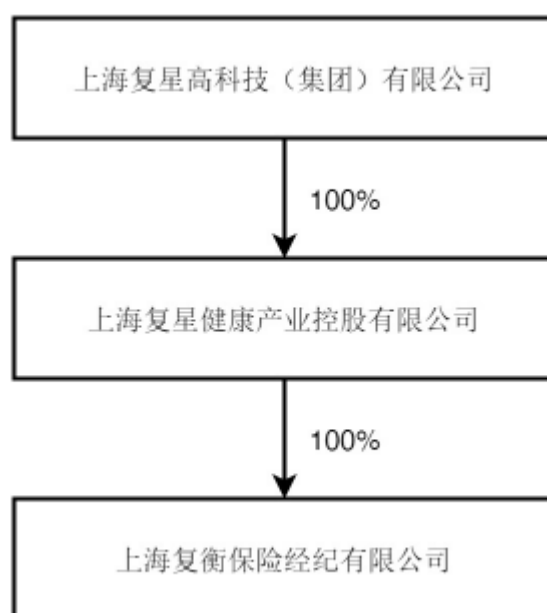 上海复星高科技（集团）有限公司
100%
上海复星健康产业控股有限公司
100%
上海复衡保险经纪有限公司